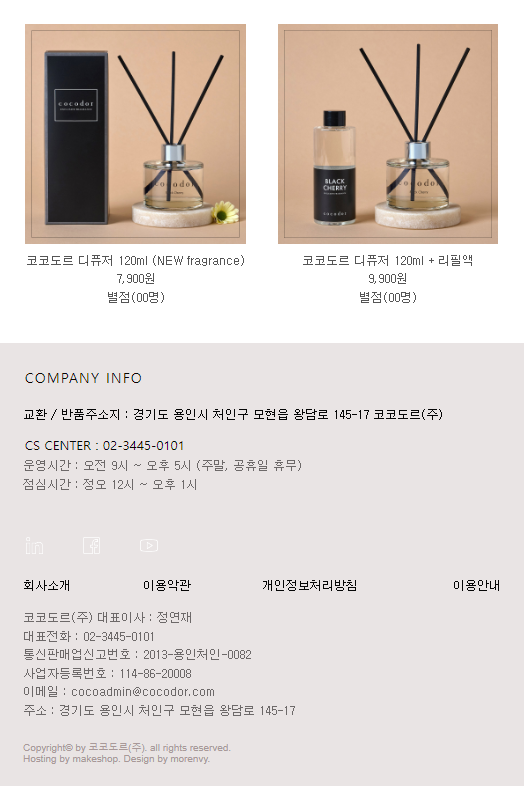 cocodor
cocodor
BLACK
CHERRY
cocodor
cocodor
코코도르 디퓨저 120ml (NEW fragrance)
7,900원
별점(00명)
코코도르 디퓨저 120ml + 리필액
9,900원
별점(00명)
COMPANY INFO
교환 / 반품주소지 : 경기도 용인시 처인구 모현읍 왕담로 145-17 코코도르(주)
CS CENTER : 02-3445-0101
운영시간 : 오전 9시 ~ 오후 5시 (주말, 공휴일 휴무)
점심시간 : 정오 12시 ~ 오후 1시
in
회사소개 이용약관 개인정보처리방침 이용안내
코코도르(주) 대표이사 : 정연재
대표전화 : 02-3445-0101
통신판매업신고번호 : 2013-용인처인-0082
사업자등록번호 : 114-86-20008
이메일 : cocoadmin@cocodor.com
주소 : 경기도 용인시 처인구 모현읍 왕담로 145-17
Copyright© by 코코도르(주). all rights reserved.
Hosting by makeshop. Design by morenvy.